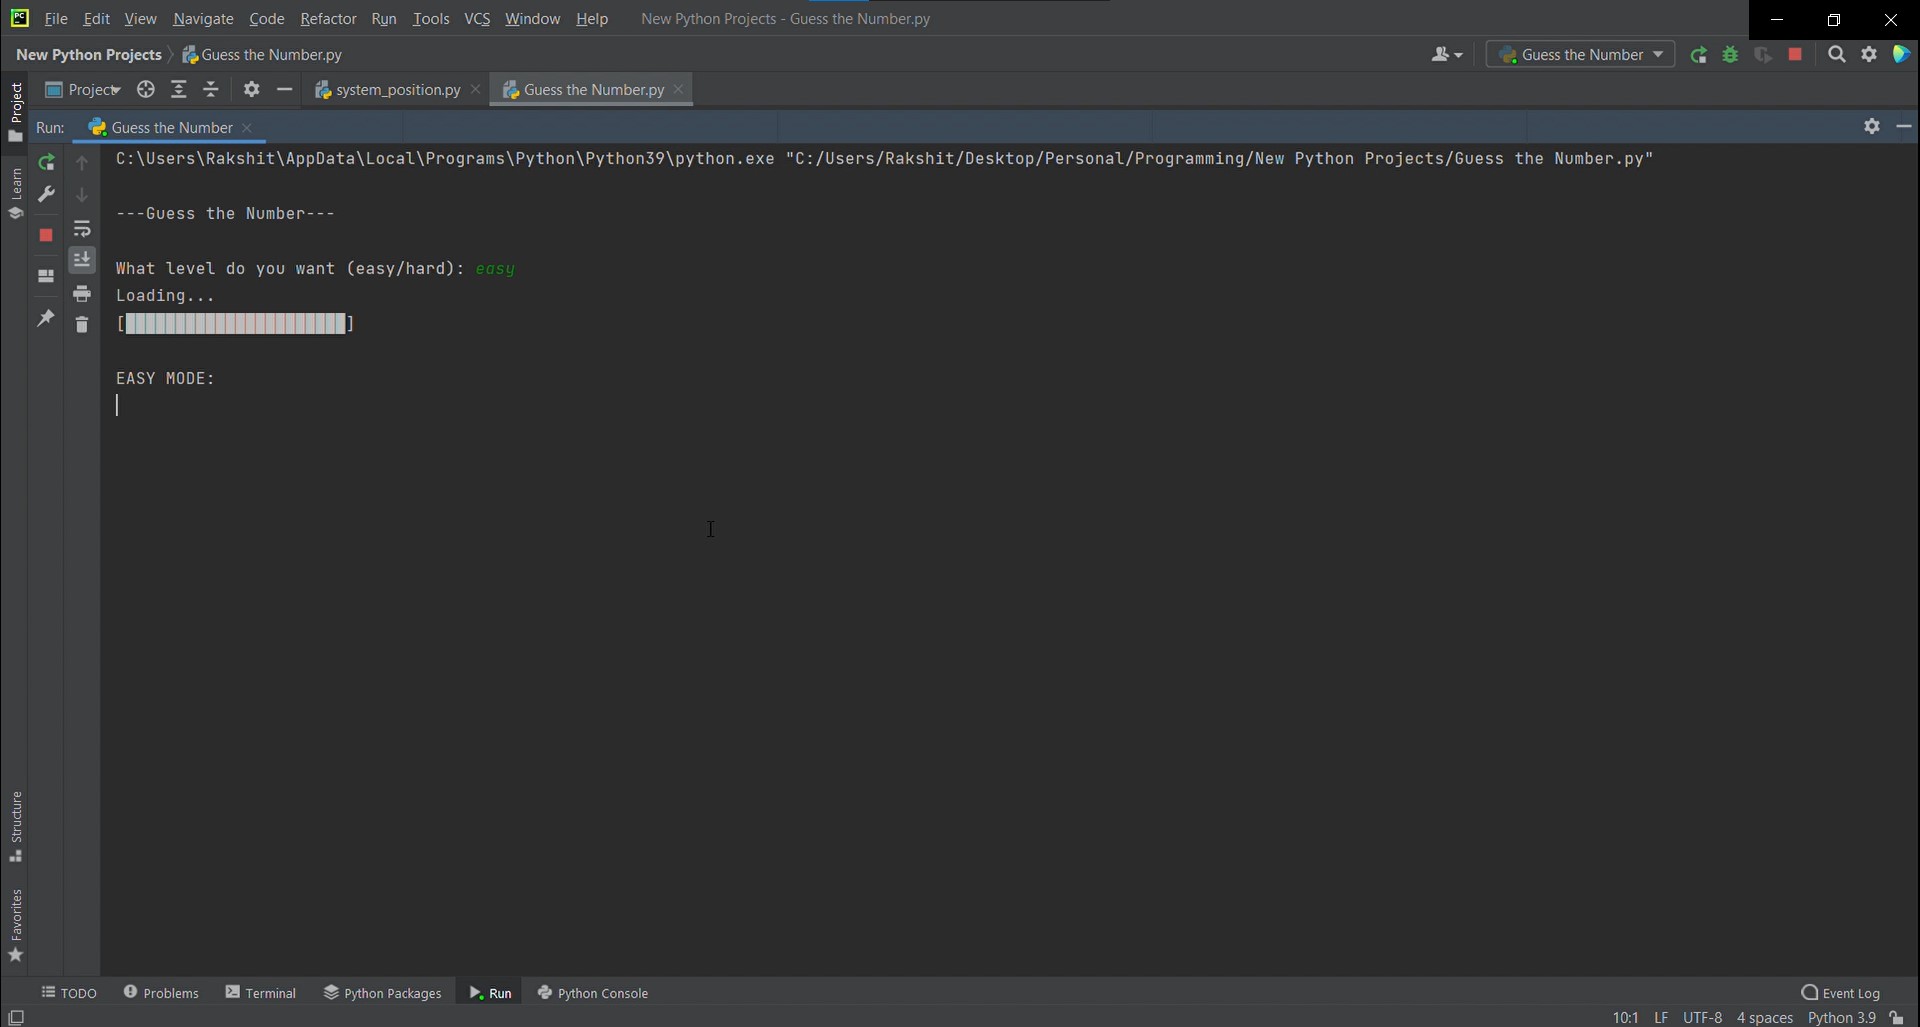 PC File Edit View Navigate Code Refactor Run Tools VCS Window Help New Python Projects - Guess the Number.py
New Python Projects Guess the Number.py Guess the Number
Project system_position.py Guess the Number.py
Project
Run: Guess the Number
C:\Users\Rakshit\AppData\Local\Programs\Python\Python39\python.exe "C:/Users/Rakshit/Desktop/Personal/Programming/New Python Projects/Guess the Number.py"
Learn
---Guess the Number---
What level do you want (easy/hard): easy
Loading...
[██████████████████████]
EASY MODE:
Structure
Favorites
TODO Problems Terminal Python Packages Run Python Console Event Log
10:1 LF UTF-8 4 spaces Python 3.9